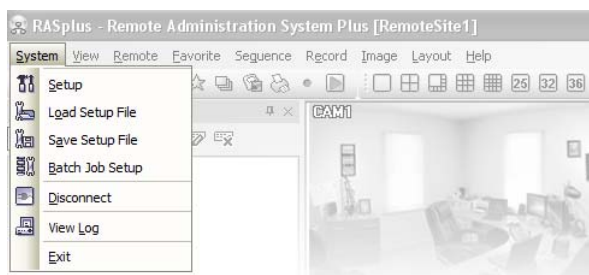 RASplus - Remote Administration System Plus [RemoteSite1]
System View Remote Favorite Sequence Record Image Layout Help
25 32 36
CAM1
Setup
Load Setup File
Save Setup File
Batch Job Setup
Disconnect
View Log
Exit